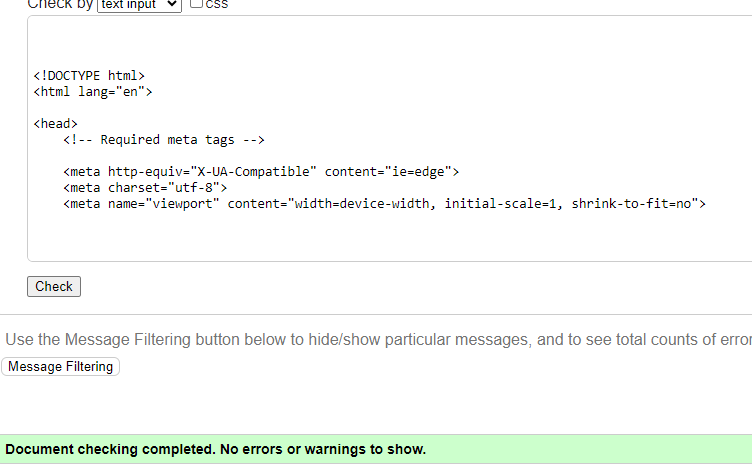 Check by text input css
<!DOCTYPE html>
<html lang="en">
<head>
<!-- Required meta tags -->
<meta http-equiv="X-UA-Compatible" content="ie=edge">
<meta charset="utf-8">
<meta name="viewport" content="width=device-width, initial-scale=1, shrink-to-fit=no">
Check
Use the Message Filtering button below to hide/show particular messages, and to see total counts of error
Message Filtering
Document checking completed. No errors or warnings to show.